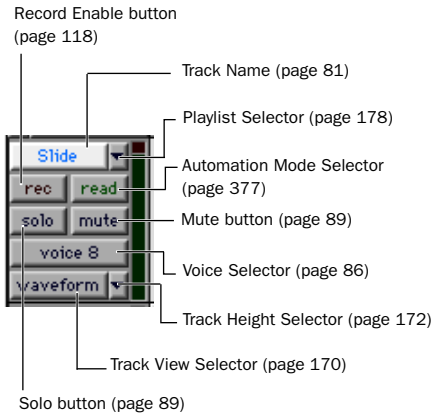 Record Enable button
(page 118)
Track Name (page 81)
Playlist Selector (page 178)
Slide
Automation Mode Selector
(page 377)
rec read
solo mute
Mute button (page 89)
voice 8
Voice Selector (page 86)
waveform
Track Height Selector (page 172)
Track View Selector (page 170)
Solo button (page 89)